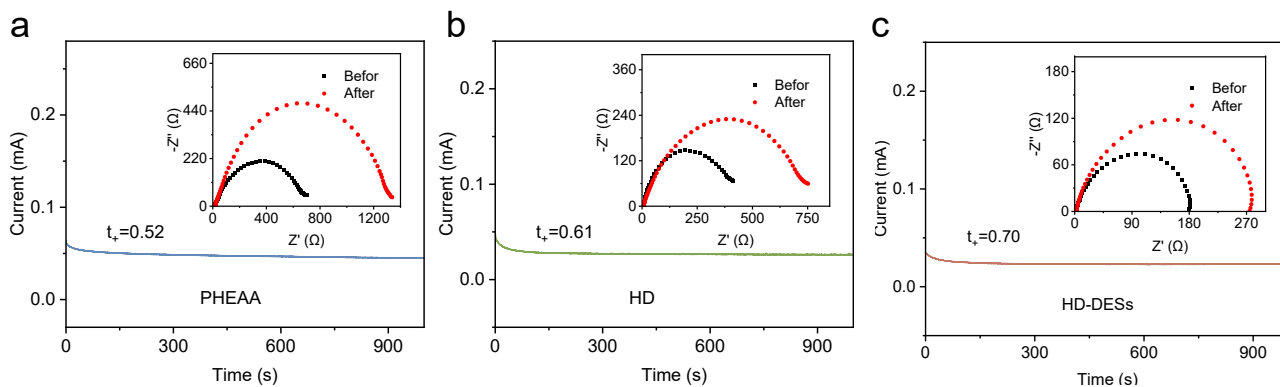 a
b
c
Current (mA)
0.2
0.1
0.0
0
300
600
900
Time (s)
t+=0.52
PHEAA
-Z'' (Ω)
660
440
220
0
0
400
800
1200
Z' (Ω)
Befor
After
Current (mA)
0.2
0.1
0.0
0
300
600
900
Time (s)
t+=0.61
HD
-Z'' (Ω)
360
240
120
0
0
250
500
750
Z' (Ω)
Befor
After
Current (mA)
0.2
0.1
0.0
0
300
600
900
Time (s)
t+=0.70
HD-DESs
-Z'' (Ω)
180
120
60
0
0
90
180
270
Z' (Ω)
Befor
After